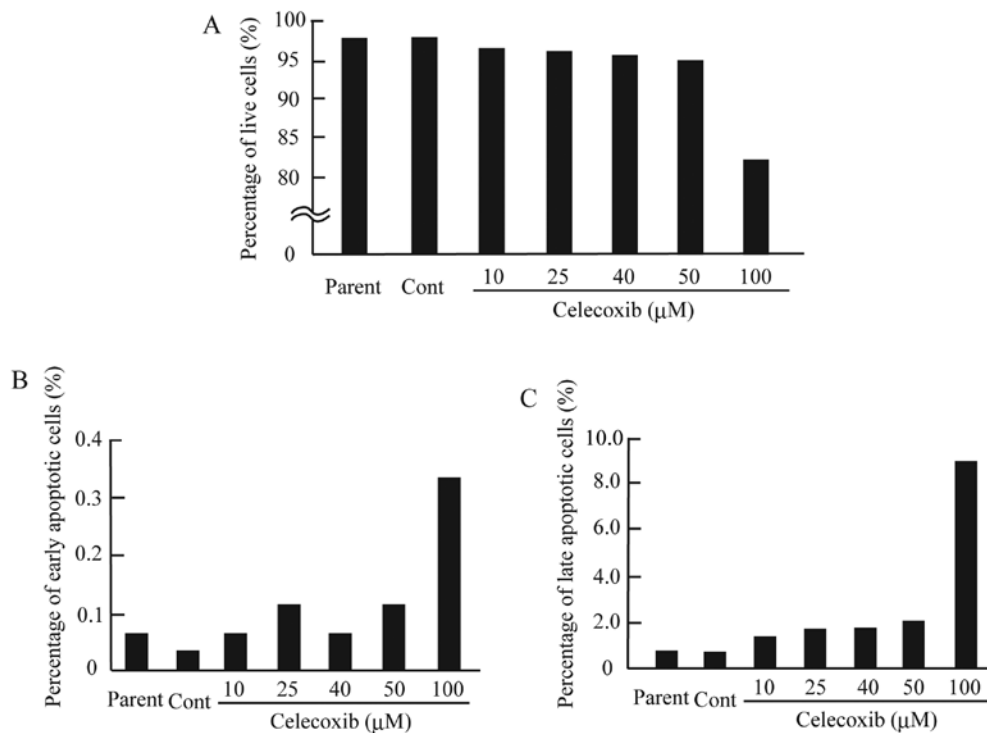 A
Percentage of live cells (%)
100
95
90
85
80
0
Parent Cont 10 25 40 50 100
Celecoxib (μM)
B
Percentage of early apoptotic cells (%)
0.4
0.3
0.2
0.1
0
Parent Cont 10 25 40 50 100
Celecoxib (μM)
C
Percentage of late apoptotic cells (%)
10.0
8.0
6.0
4.0
2.0
0
Parent Cont 10 25 40 50 100
Celecoxib (μM)